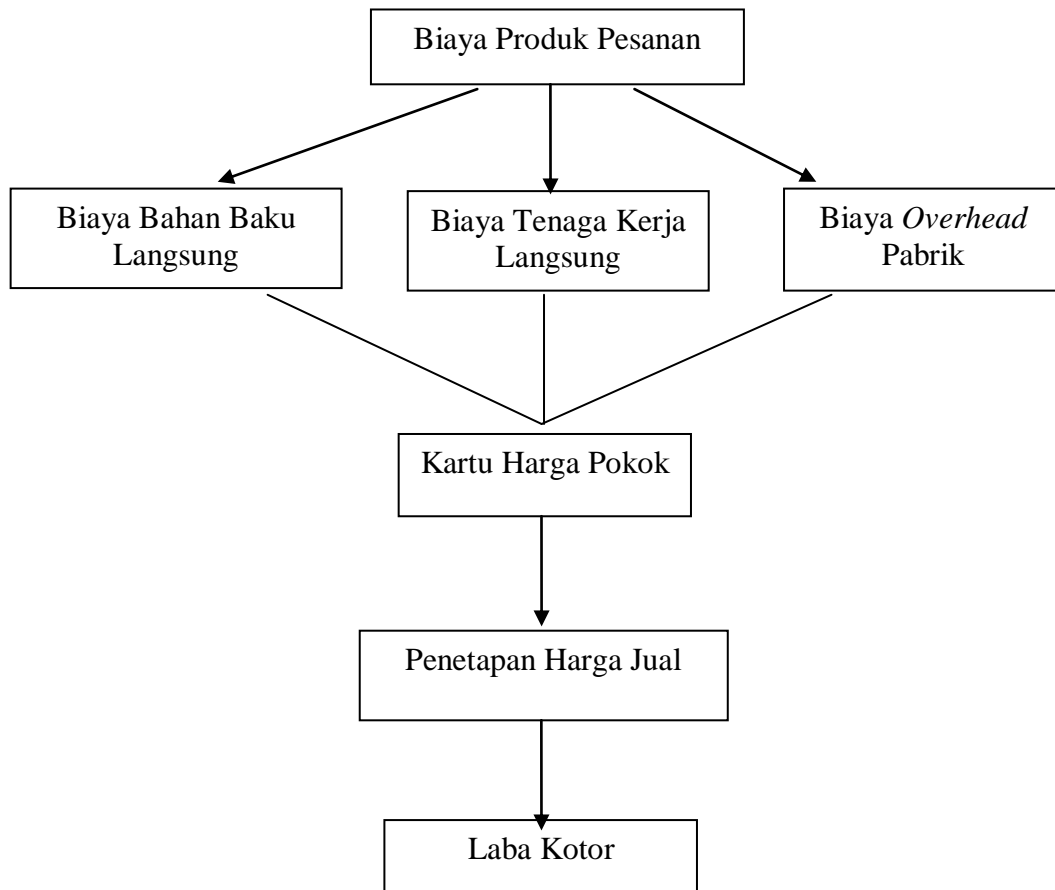 Biaya Produk Pesanan
Biaya Bahan Baku
Langsung
Biaya Tenaga Kerja
Langsung
Biaya Overhead
Pabrik
Kartu Harga Pokok
Penetapan Harga Jual
Laba Kotor